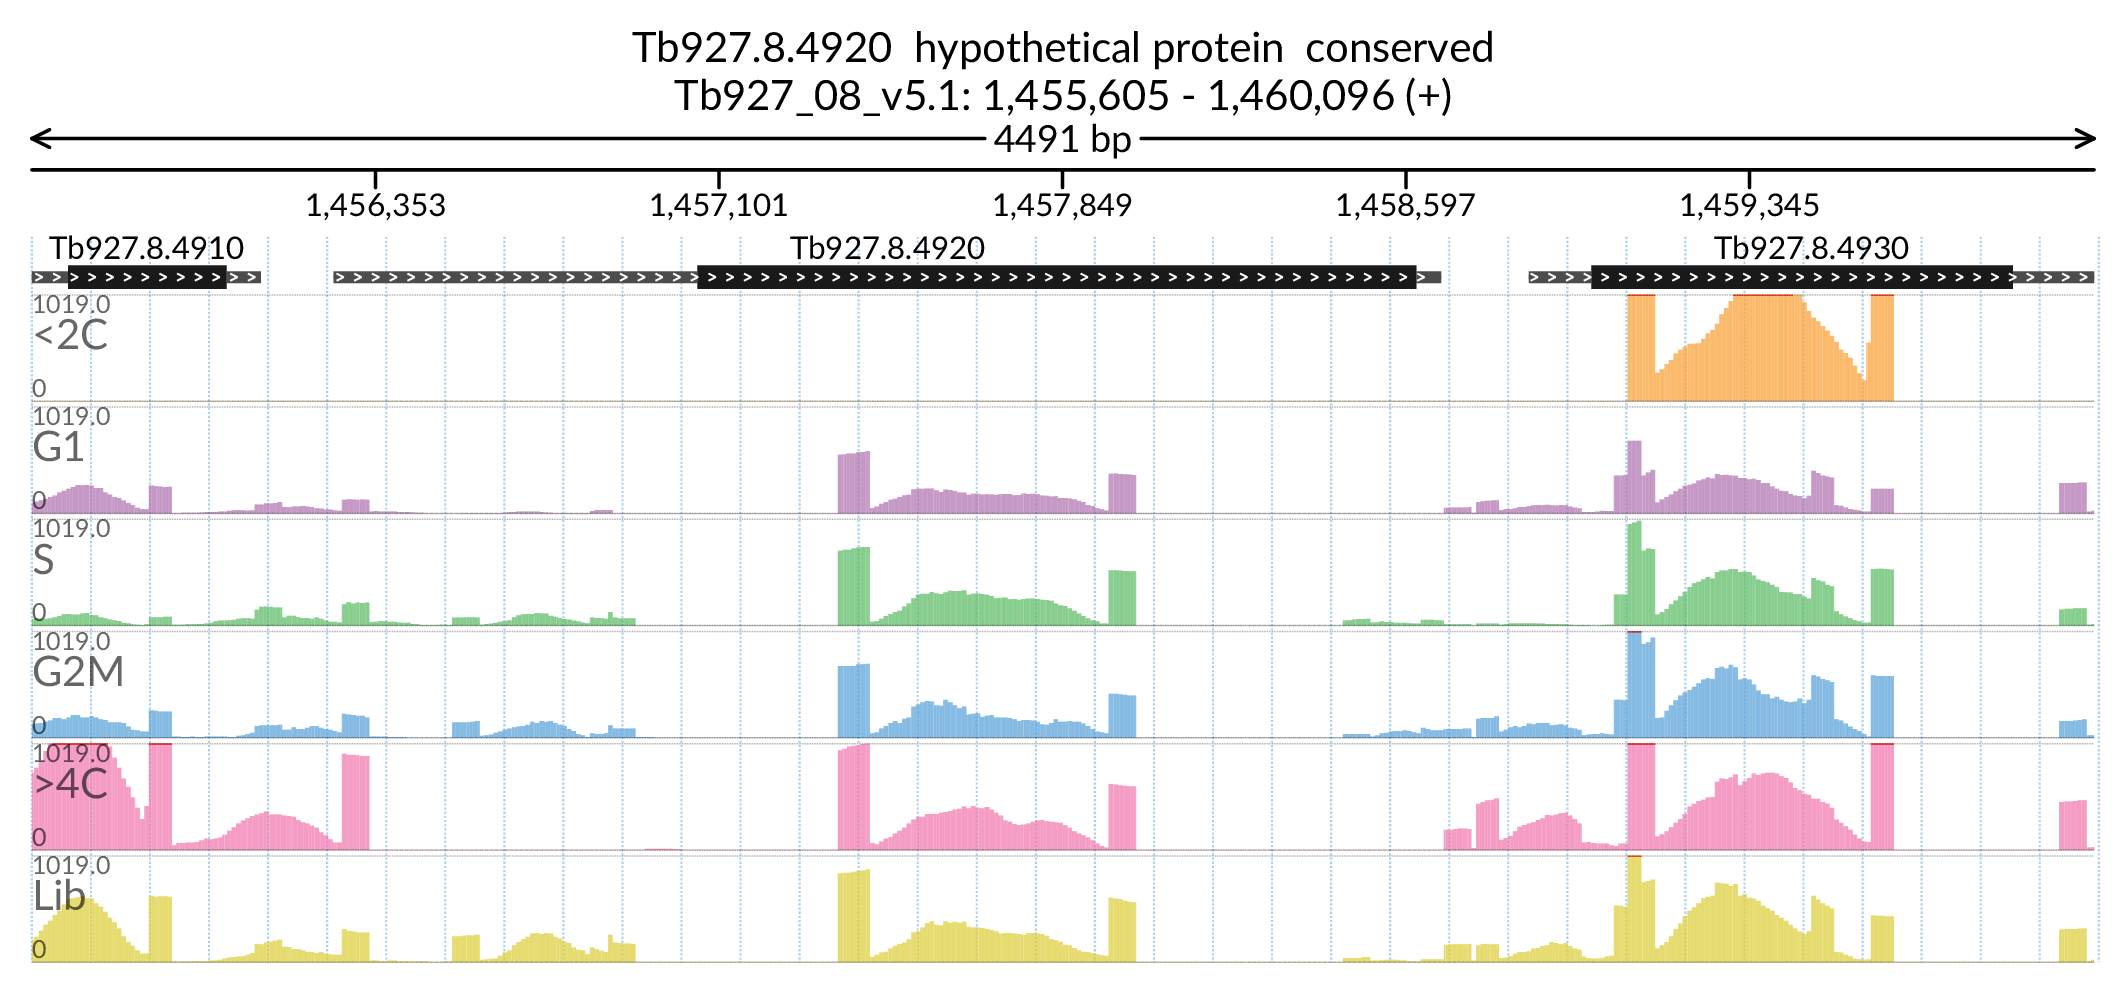 Tb927.8.4920 hypothetical protein conserved
Tb927_08_v5.1: 1,455,605 - 1,460,096 (+)
4491 bp
1,456,353 1,457,101 1,457,849 1,458,597 1,459,345
Tb927.8.4910 Tb927.8.4920 Tb927.8.4930
1019.0
<2C
0
1019.0
G1
0
1019.0
S
0
1019.0
G2M
0
1019.0
>4C
0
1019.0
Lib
0